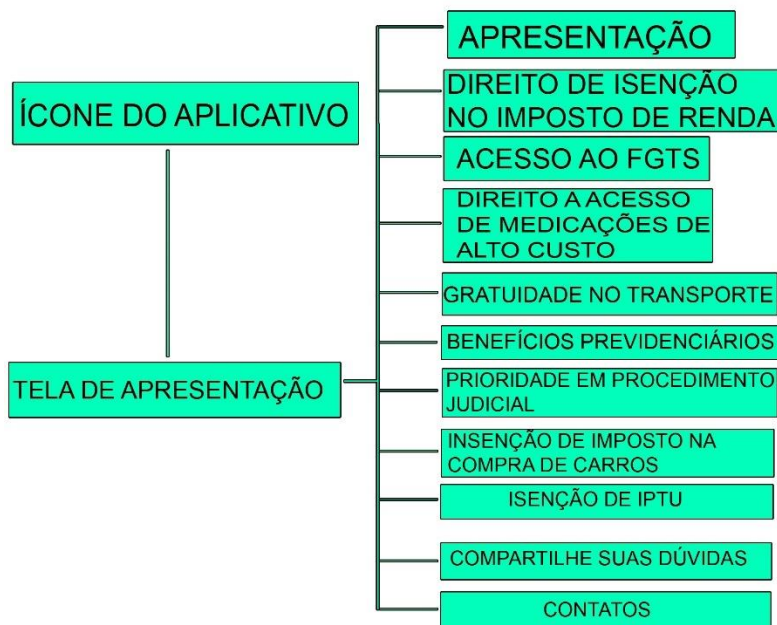 ÍCONE DO APLICATIVO
TELA DE APRESENTAÇÃO
APRESENTAÇÃO
DIREITO DE ISENÇÃO
NO IMPOSTO DE RENDA
ACESSO AO FGTS
DIREITO A ACESSO
DE MEDICAÇÕES DE
ALTO CUSTO
GRATUIDADE NO TRANSPORTE
BENEFÍCIOS PREVIDENCIÁRIOS
PRIORIDADE EM PROCEDIMENTO
JUDICIAL
INSENÇÃO DE IMPOSTO NA
COMPRA DE CARROS
ISENÇÃO DE IPTU
COMPARTILHE SUAS DÚVIDAS
CONTATOS